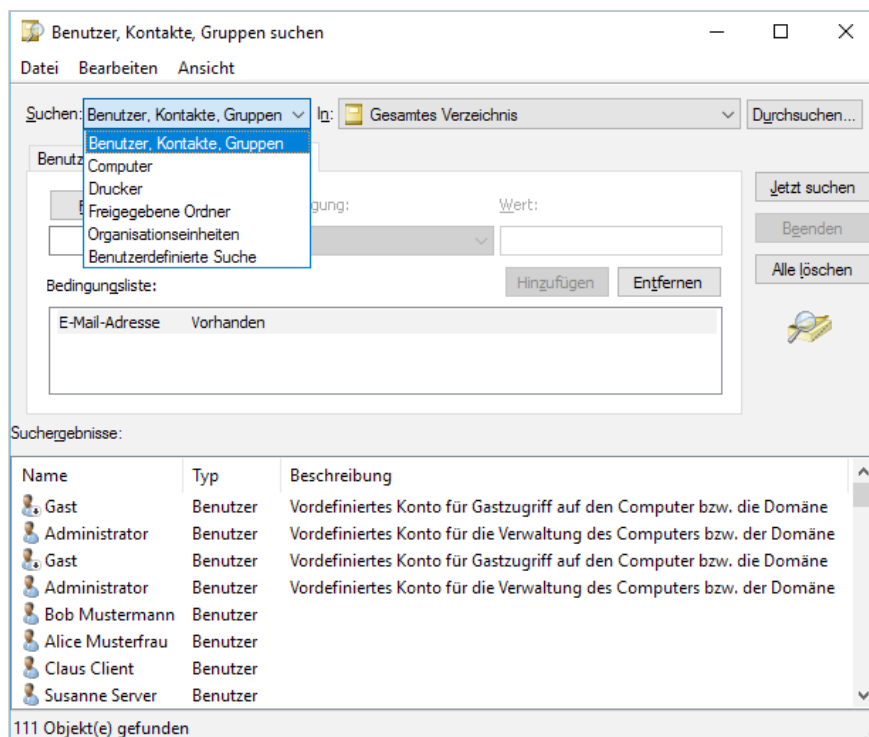 Benutzer, Kontakte, Gruppen suchen
Datei Bearbeiten Ansicht
Suchen: Benutzer, Kontakte, Gruppen In: Gesamtes Verzeichnis Durchsuchen...
Benutzer, Kontakte, Gruppen
Computer
Drucker
Freigegebene Ordner
Organisationseinheiten
Benutzerdefinierte Suche
Wert:
Jetzt suchen
Beenden
Alle löschen
Hinzufügen Entfernen
Bedingungsliste:
E-Mail-Adresse Vorhanden
Suchergebnisse:
Name Typ Beschreibung
Gast Benutzer Vordefiniertes Konto für Gastzugriff auf den Computer bzw. die Domäne
Administrator Benutzer Vordefiniertes Konto für die Verwaltung des Computers bzw. der Domäne
Gast Benutzer Vordefiniertes Konto für Gastzugriff auf den Computer bzw. die Domäne
Administrator Benutzer Vordefiniertes Konto für die Verwaltung des Computers bzw. der Domäne
Bob Mustermann Benutzer
Alice Musterfrau Benutzer
Claus Client Benutzer
Susanne Server Benutzer
111 Objekt(e) gefunden